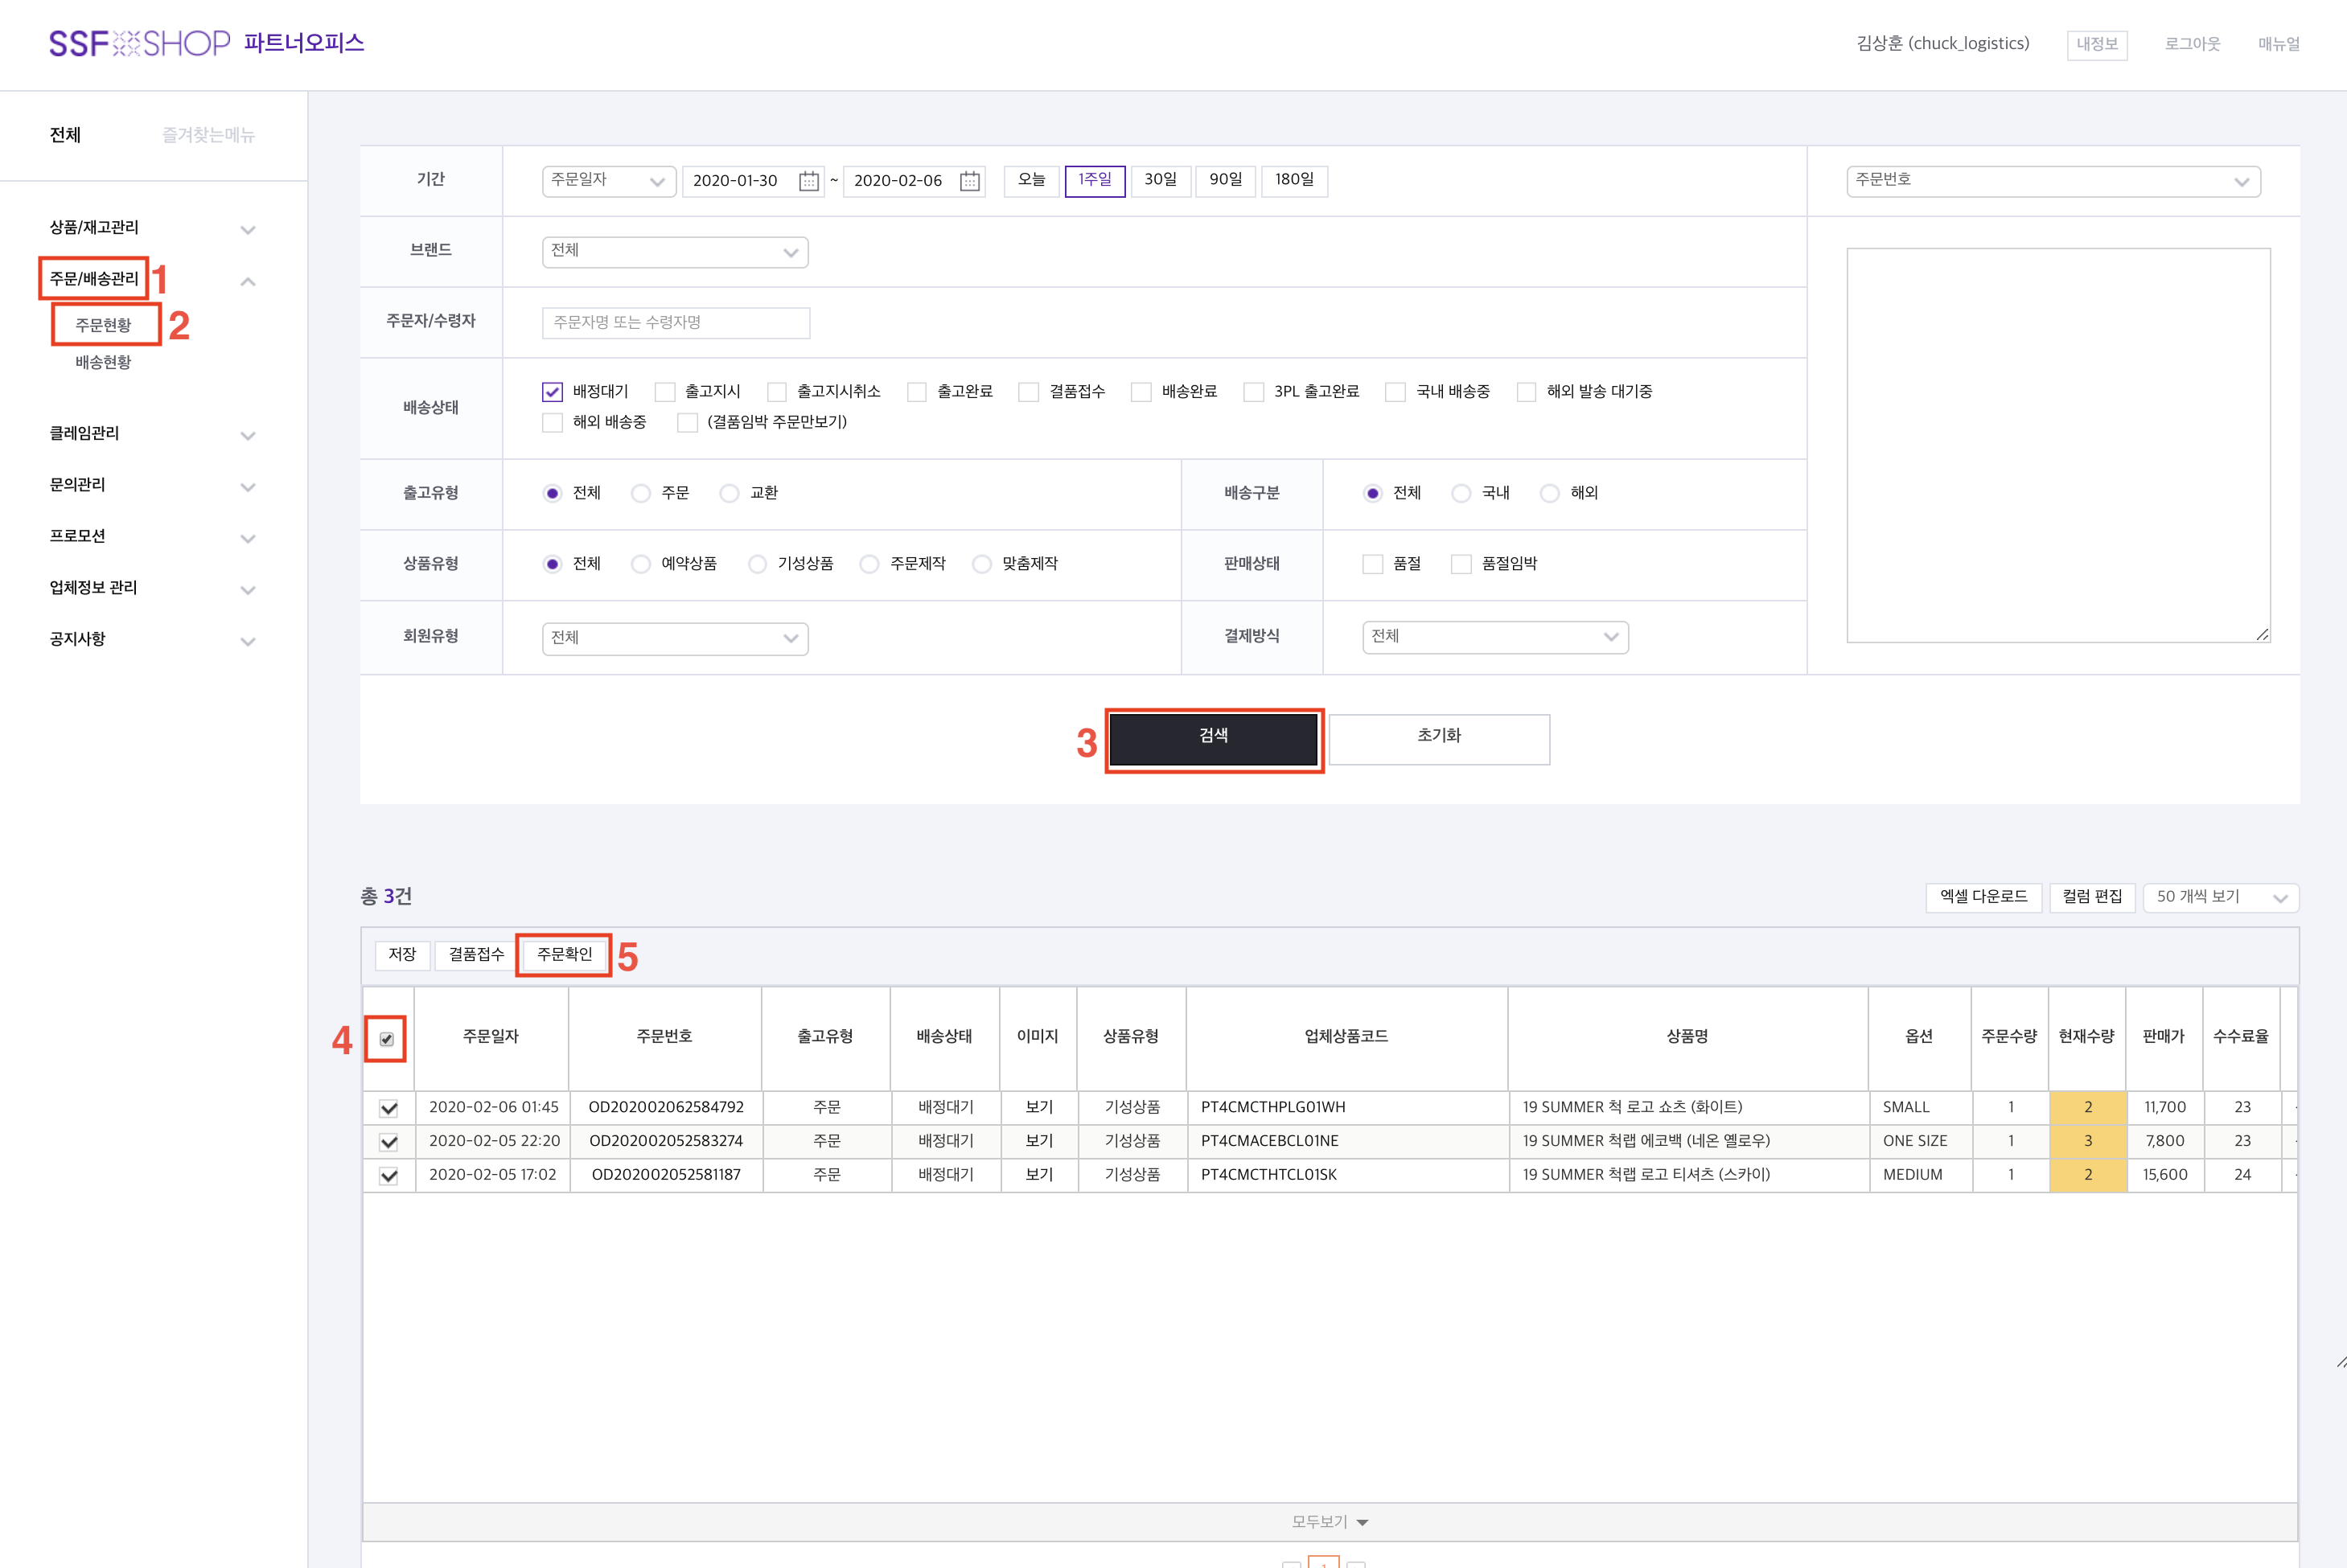 SSF SHOP 파트너오피스
김상훈 (chuck_logistics) 내정보 로그아웃 매뉴얼
전체 즐겨찾는메뉴
상품/재고관리
주문/배송관리 1
주문현황 2
배송현황
클레임관리
문의관리
프로모션
업체정보 관리
공지사항
기간 주문일자 2020-01-30 ~ 2020-02-06 오늘 1주일 30일 90일 180일 주문번호
브랜드 전체
주문자/수령자 주문자명 또는 수령자명
배송상태 배정대기 출고지시 출고지시취소 출고완료 결품접수 배송완료 3PL 출고완료 국내 배송중 해외 발송 대기중
해외 배송중 (결품임박 주문만보기)
출고유형 전체 주문 교환 배송구분 전체 국내 해외
상품유형 전체 예약상품 기성상품 주문제작 맞춤제작 판매상태 품절 품절임박
회원유형 전체 결제방식 전체
3 검색 초기화
총 3건 엑셀 다운로드 컬럼 편집 50 개씩 보기
저장 결품접수 주문확인 5
4 주문일자 주문번호 출고유형 배송상태 이미지 상품유형 업체상품코드 상품명 옵션 주문수량 현재수량 판매가 수수료율
2020-02-06 01:45 OD202002062584792 주문 배정대기 보기 기성상품 PT4CMCTHPLG01WH 19 SUMMER 척 로고 쇼츠 (화이트) SMALL 1 2 11,700 23
2020-02-05 22:20 OD202002052583274 주문 배정대기 보기 기성상품 PT4CMACEBCL01NE 19 SUMMER 척랩 에코백 (네온 옐로우) ONE SIZE 1 3 7,800 23
2020-02-05 17:02 OD202002052581187 주문 배정대기 보기 기성상품 PT4CMCTHTCL01SK 19 SUMMER 척랩 로고 티셔츠 (스카이) MEDIUM 1 2 15,600 24
모두보기